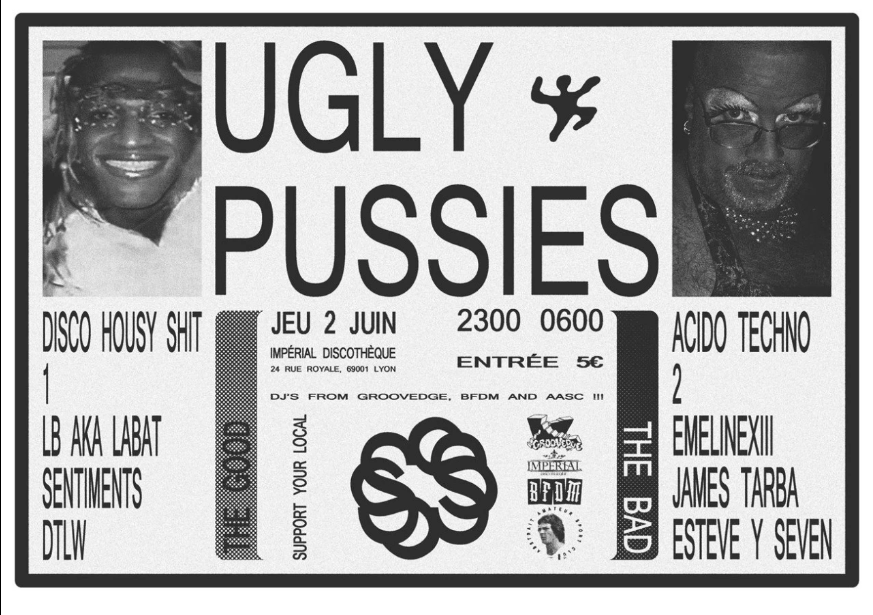 UGLY
PUSSIES
DISCO HOUSY SHIT
1
LB AKA LABAT
SENTIMENTS
DTLW
THE GOOD
JEU 2 JUIN
2300 0600
IMPÉRIAL DISCOTHÈQUE
24 RUE ROYALE, 69001 LYON
ENTRÉE 5€
DJ'S FROM GROOVEDGE, BFDM AND AASC !!!
SUPPORT YOUR LOCAL
IMPERIAL
BFDM
THE BAD
ACIDO TECHNO
2
EMELINEXIII
JAMES TARBA
ESTEVE Y SEVEN